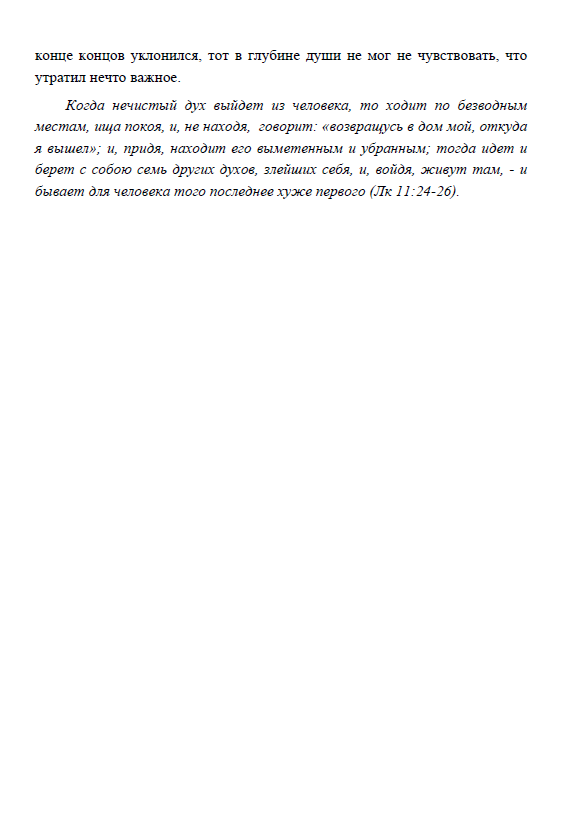 конце концов уклонился, тот в глубине души не мог не чувствовать, что
утратил нечто важное.
Когда нечистый дух выйдет из человека, то ходит по безводным
местам, ища покоя, и, не находя, говорит: «возвращусь в дом мой, откуда
я вышел»; и, придя, находит его выметенным и убранным; тогда идет и
берет с собою семь других духов, злейших себя, и, войдя, живут там, - и
бывает для человека того последнее хуже первого (Лк 11:24-26).